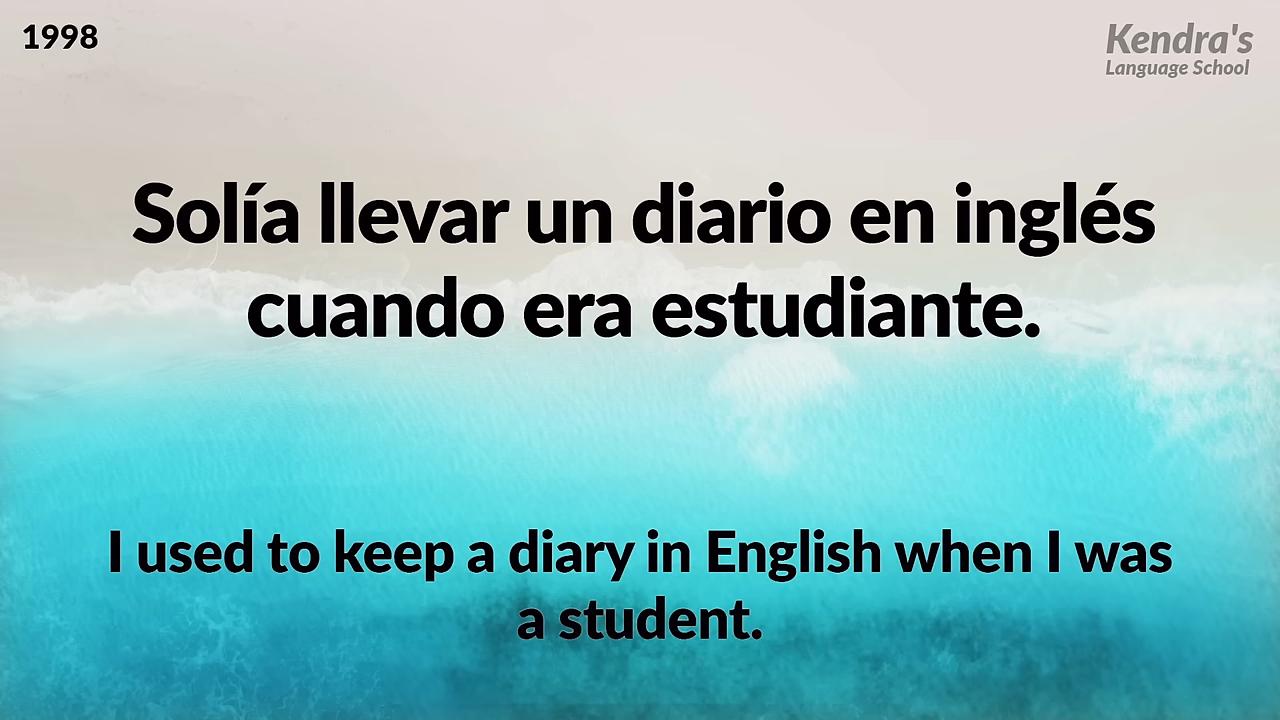 1998
Kendra's
Language School
Solía llevar un diario en inglés
cuando era estudiante.
I used to keep a diary in English when I was
a student.